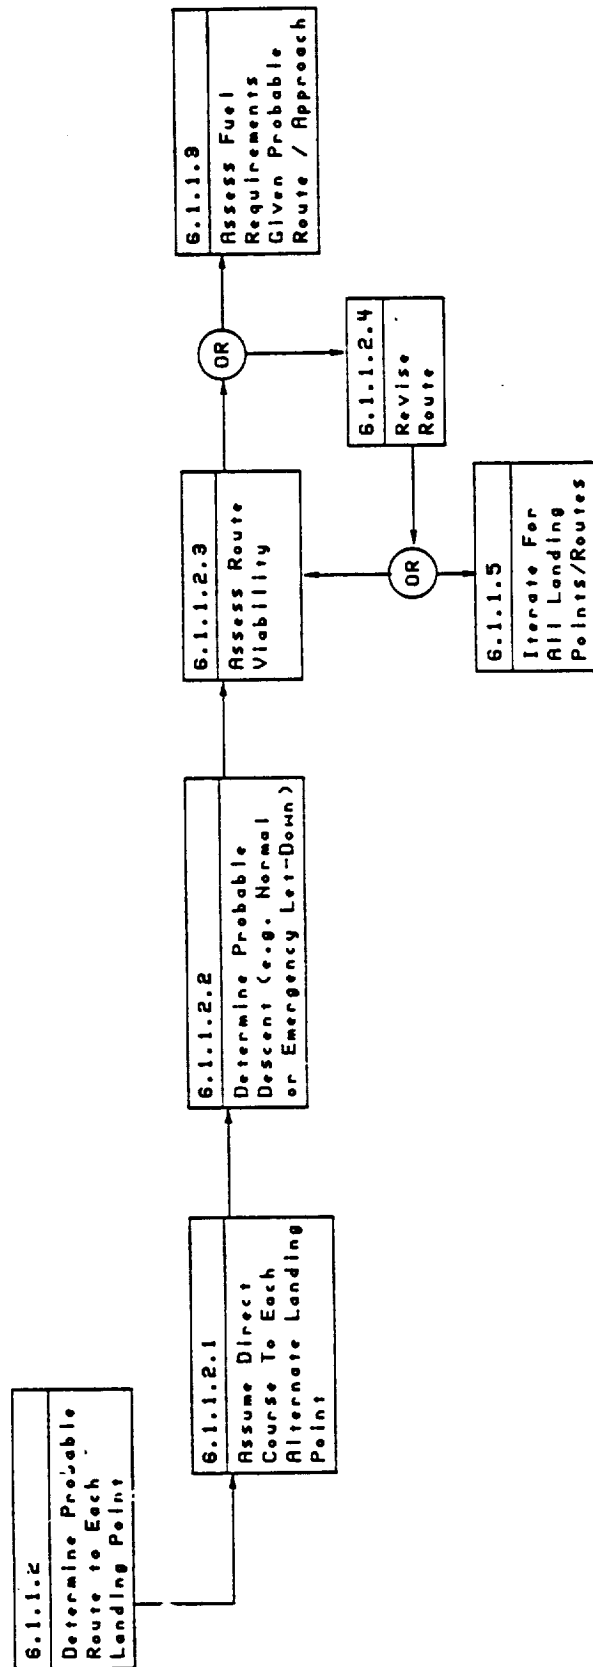 6.1.1.2
Determine Probable
Route to Each
Landing Point
6.1.1.2.1
Assume Direct
Course To Each
Alternate Landing
Point
6.1.1.2.2
Determine Probable
Descent (e.g. Normal
or Emergency Let-Down)
6.1.1.2.3
Assess Route
Viability
OR
6.1.1.3
Assess Fuel
Requirements
Given Probable
Route / Approach
6.1.1.2.4
Revise
Route
OR
6.1.1.5
Iterate For
All Landing
Points/Routes